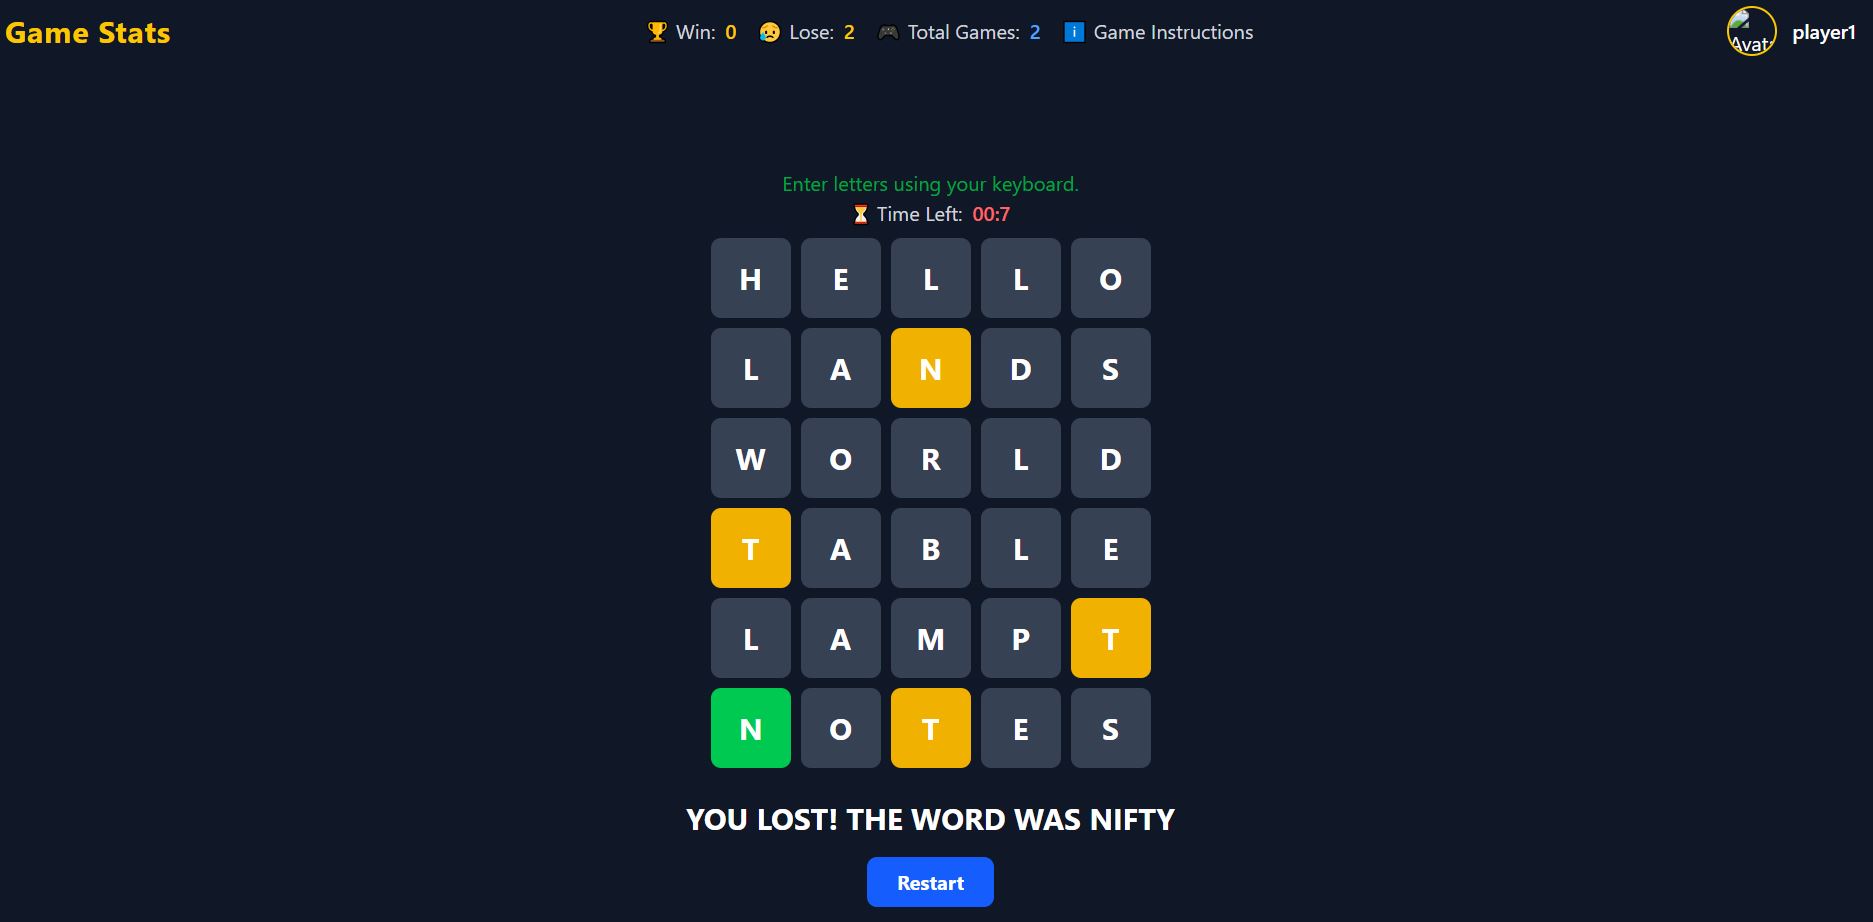 Game Stats
🏆 Win: 0 😥 Lose: 2 🎮 Total Games: 2 ℹ️ Game Instructions
player1
Enter letters using your keyboard.
⏳ Time Left: 00:7
H E L L O
L A N D S
W O R L D
T A B L E
L A M P T
N O T E S
YOU LOST! THE WORD WAS NIFTY
Restart